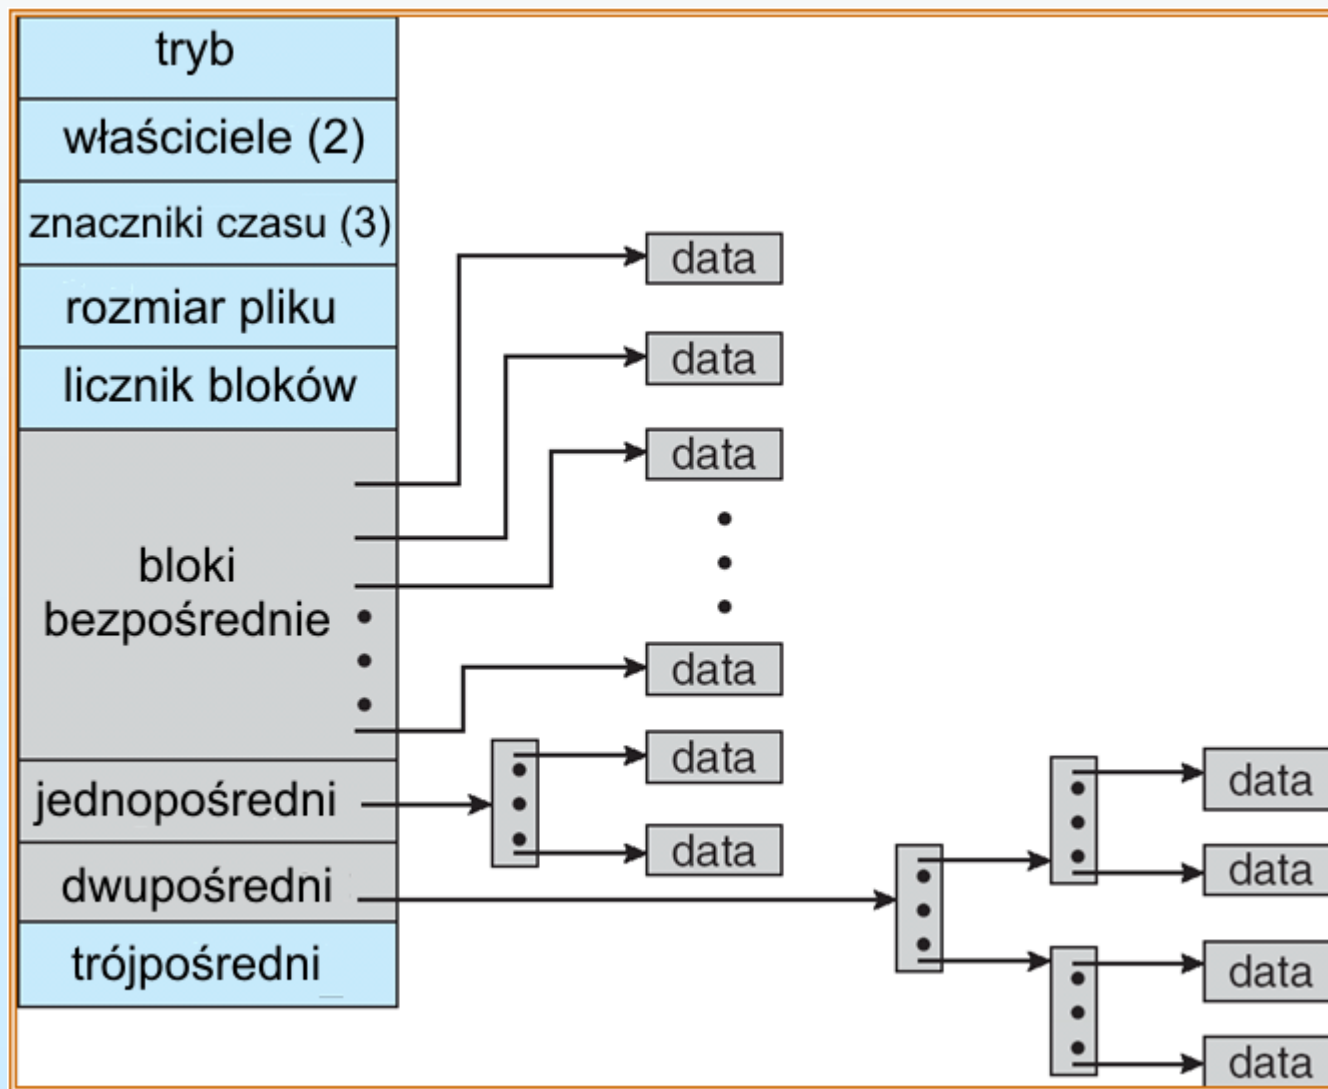 tryb
właściciele (2)
znaczniki czasu (3)
rozmiar pliku
licznik bloków
bloki
bezpośrednie
jednopośredni
dwupośredni
trójpośredni
data
data
data
data
data
data
data
data
data
data